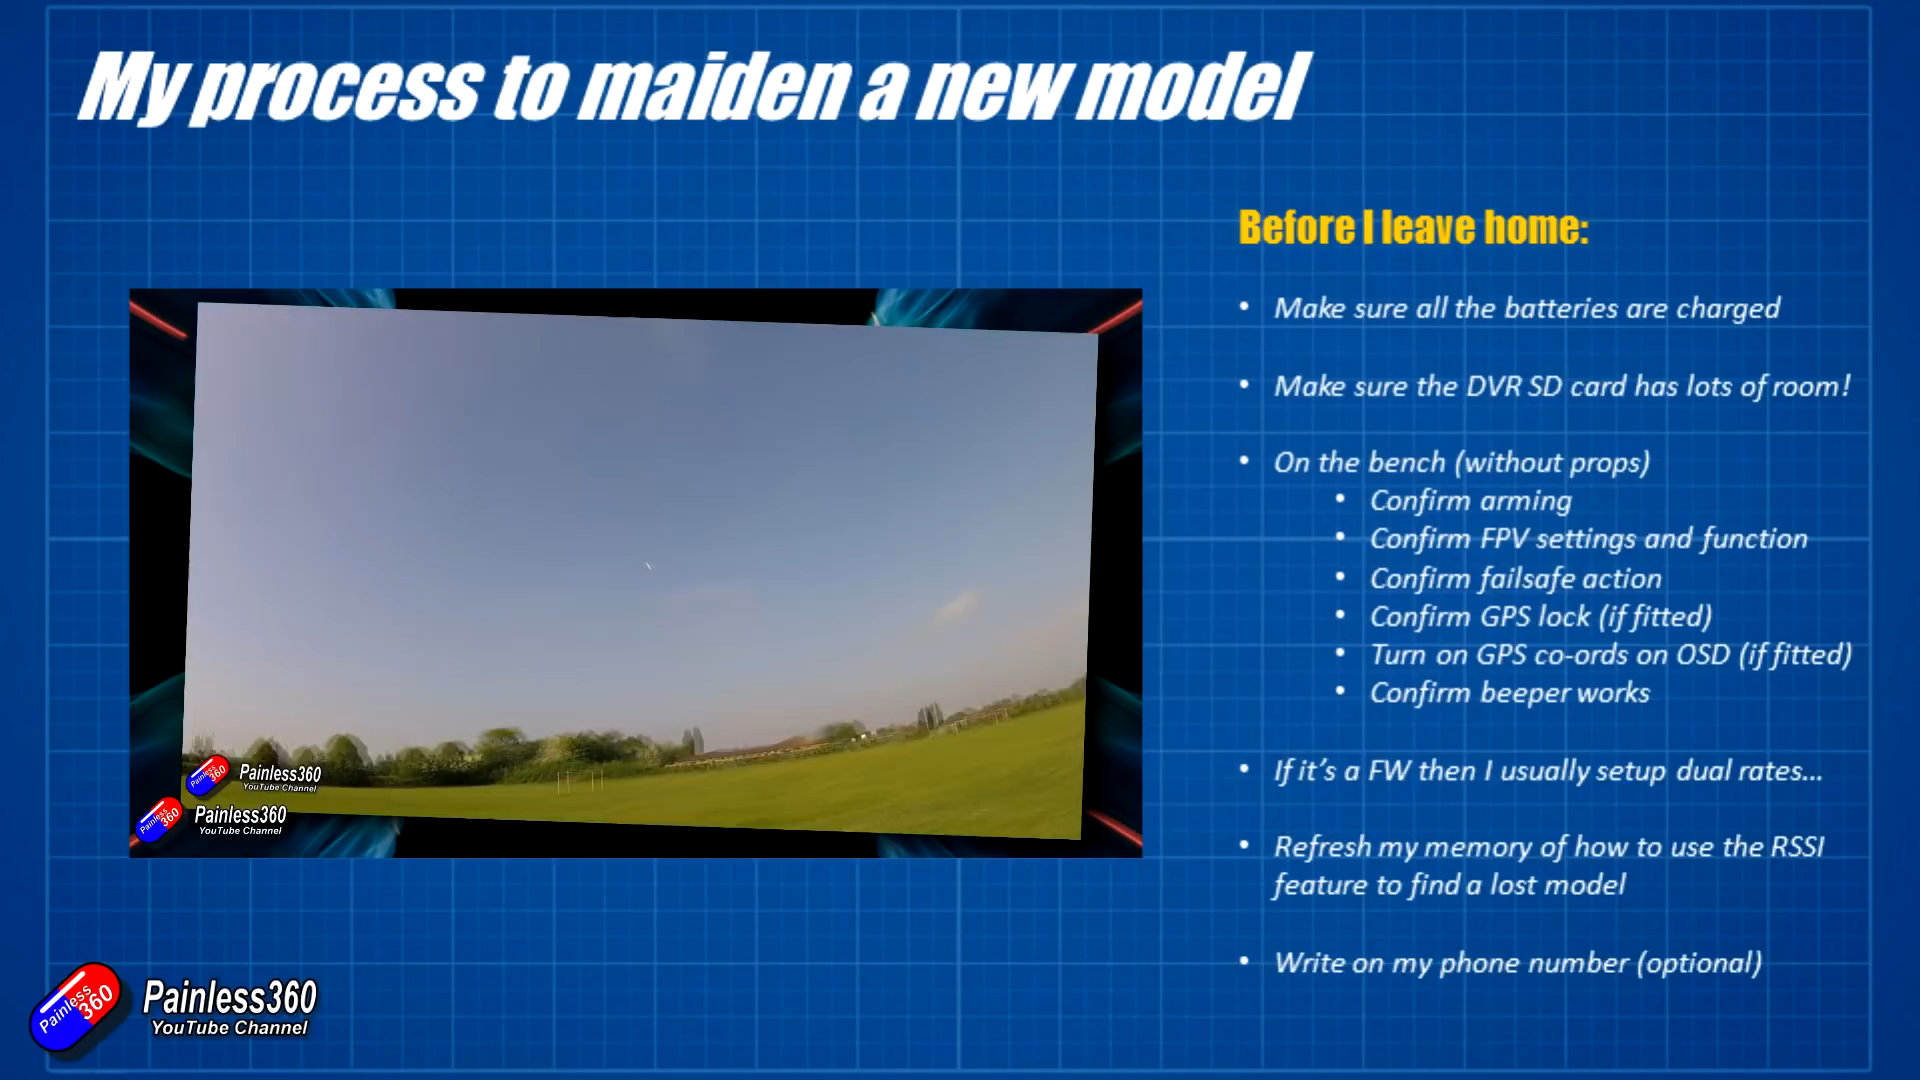 My process to maiden a new model
Before I leave home:
• Make sure all the batteries are charged
• Make sure the DVR SD card has lots of room!
• On the bench (without props)
• Confirm arming
• Confirm FPV settings and function
• Confirm failsafe action
• Confirm GPS lock (if fitted)
• Turn on GPS co-ords on OSD (if fitted)
• Confirm beeper works
• If it's a FW then I usually setup dual rates...
• Refresh my memory of how to use the RSSI
feature to find a lost model
• Write on my phone number (optional)
Painless 360
Painless360
YouTube Channel
Painless 360
Painless360
YouTube Channel
Painless 360
Painless360
YouTube Channel